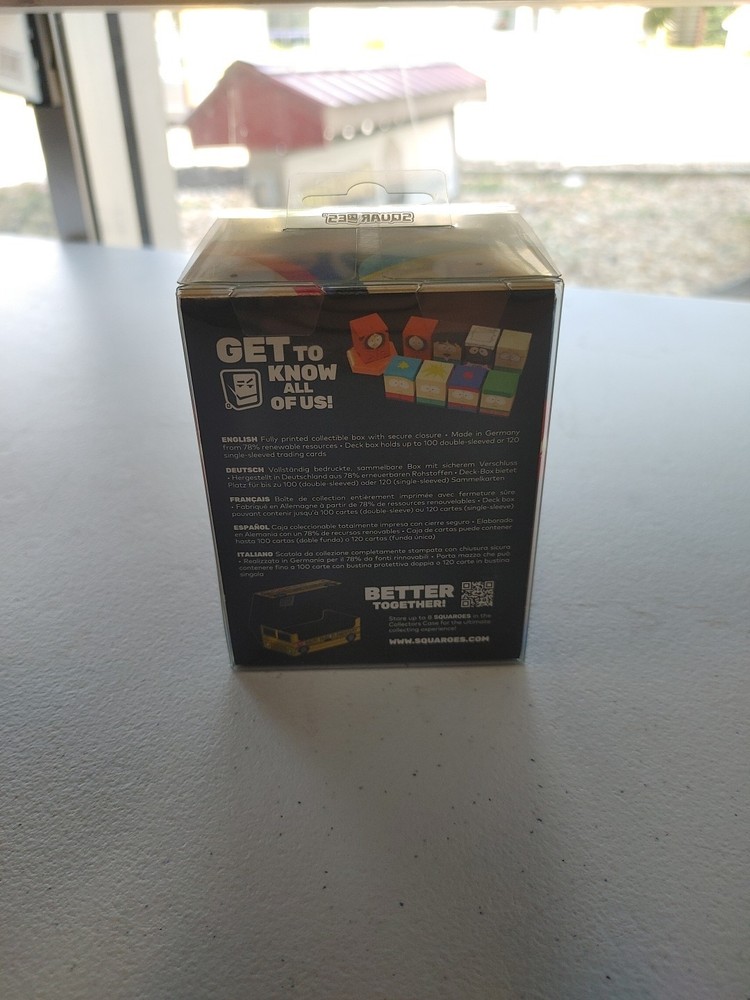 SQUAROES
GET TO
KNOW
ALL
OF US!
ENGLISH Fully printed collectible box with secure closure • Made in Germany
from 78% renewable resources • Deck box holds up to 100 double-sleeved or 120
single-sleeved trading cards
DEUTSCH Vollständig bedruckte, sammelbare Box mit sicherem Verschluss
• Hergestellt in Deutschland aus 78% erneuerbaren Rohstoffen • Deck-Box bietet
Platz für bis zu 100 (double-sleeved) oder 120 (single-sleeved) Sammelkarten
FRANÇAIS Boîte de collection entièrement imprimée avec fermeture sûre
• Fabriqué en Allemagne à partir de 78% de ressources renouvelables • Deck box
pouvant contenir jusqu'à 100 cartes (double-sleeve) ou 120 cartes (single-sleeve)
ESPAÑOL Caja coleccionable totalmente impresa con cierre seguro • Elaborado
en Alemania con un 78% de recursos renovables • Caja de cartas puede contener
hasta 100 cartas (doble funda) o 120 cartas (funda única)
ITALIANO Scatola da collezione completamente stampata con chiusura sicura
• Realizzata in Germania per il 78% da fonti rinnovabili • Porta mazzo che può
contenere fino a 100 carte con bustina protettiva doppia o 120 carte in bustina
singola
BETTER
TOGETHER!
Store up to 8 SQUAROES in the
Collectors Case for the ultimate
collecting experience!
WWW.SQUAROES.COM